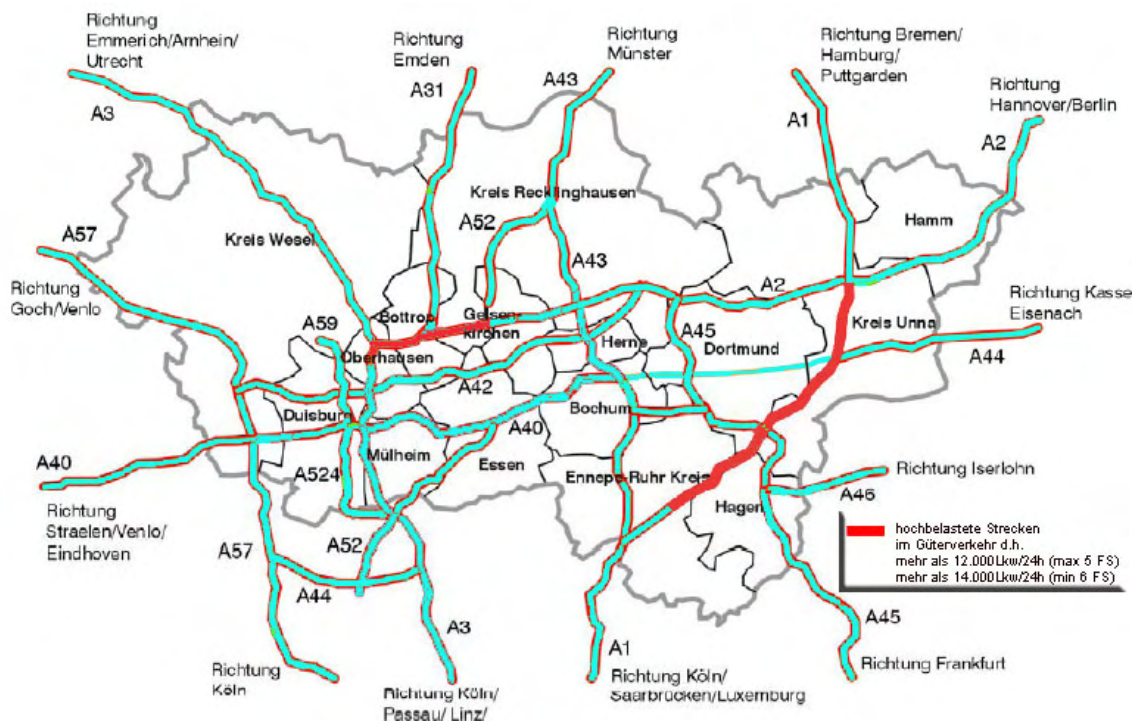 Richtung
Emmerich/Arnhein/
Utrecht
Richtung
Emden
Richtung
Münster
Richtung Bremen/
Hamburg/
Puttgarden
Richtung
Hannover/Berlin
A3
A31
A43
A1
A2
Kreis Recklinghausen
Hamm
A52
A57
Kreis Wesel
A43
Richtung
Goch/Venlo
A2
Richtung Kasse
Eisenach
A59
Bottrop
Gelsen-
kirchen
Kreis Unna
A45
Oberhausen
Herne
Dortmund
A44
A42
Duisburg
Bochum
A40
Mülheim
Essen
A40
A524
Ennepe-Ruhr Kreis
Richtung Iserlohn
A46
Hagen
Richtung
Straelen/Venlo/
Eindhoven
A57
A52
hochbelastete Strecken
im Güterverkehr d.h.
mehr als 12.000Lkw/24h (max 5 FS)
mehr als 14.000Lkw/24h (min 6 FS)
A44
A3
A45
A1
Richtung
Köln
Richtung Köln/
Passau/ Linz/
Richtung Köln/
Saarbrücken/Luxemburg
Richtung Frankfurt